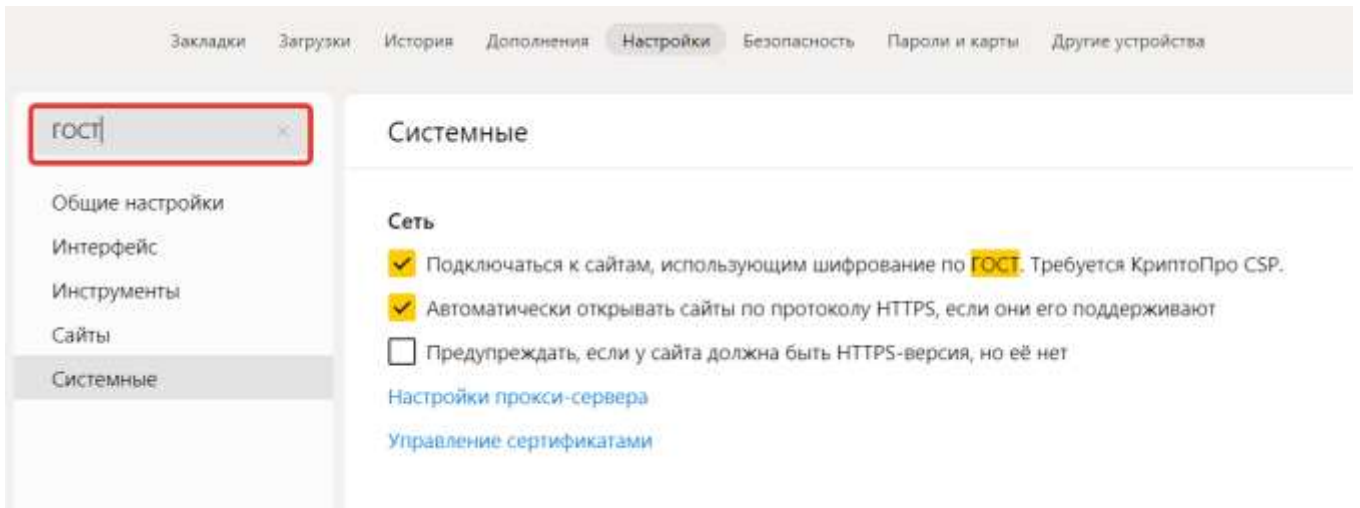 Закладки Загрузки История Дополнения Настройки Безопасность Пароли и карты Другие устройства
ГОСТ
Общие настройки
Интерфейс
Инструменты
Сайты
Системные
Системные
Сеть
Подключаться к сайтам, использующим шифрование по ГОСТ. Требуется КриптоПро CSP.
Автоматически открывать сайты по протоколу HTTPS, если они его поддерживают
Предупреждать, если у сайта должна быть HTTPS-версия, но её нет
Настройки прокси-сервера
Управление сертификатами